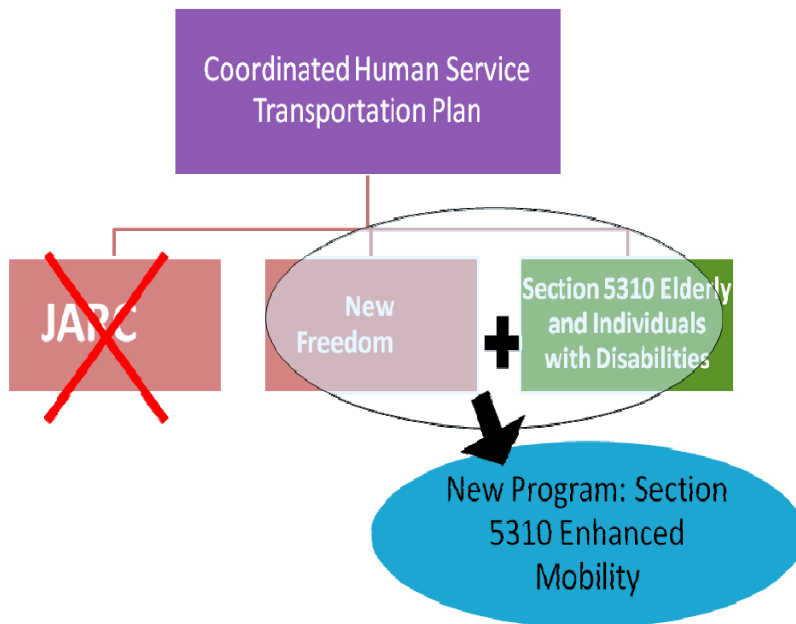 Coordinated Human Service
Transportation Plan
JARC
New
Freedom
Section 5310 Elderly
and Individuals
with Disabilities
New Program: Section
5310 Enhanced
Mobility